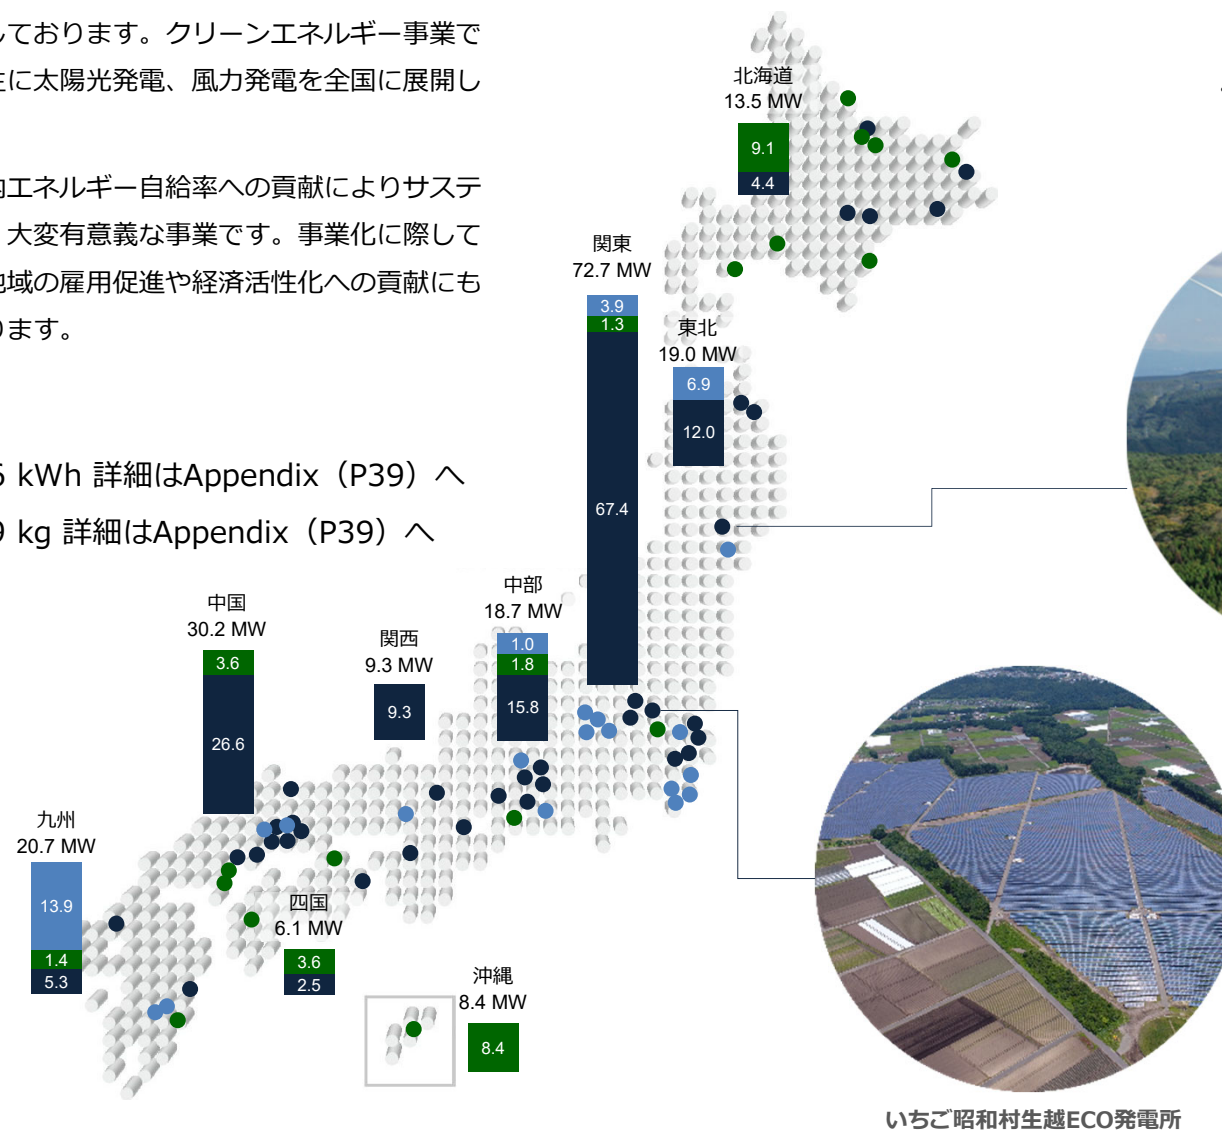 しております。クリーンエネルギー事業で
主に太陽光発電、風力発電を全国に展開し
内エネルギー自給率への貢献によりサステ
大変有意義な事業です。事業化に際して
地域の雇用促進や経済活性化への貢献にも
ります。
6 kWh 詳細はAppendix（P39）へ
9 kg 詳細はAppendix（P39）へ
北海道
13.5 MW
9.1
4.4
関東
72.7 MW
3.9
1.3
67.4
東北
19.0 MW
6.9
12.0
中部
18.7 MW
1.0
1.8
15.8
中国
30.2 MW
3.6
26.6
関西
9.3 MW
9.3
九州
20.7 MW
13.9
1.4
5.3
四国
6.1 MW
3.6
2.5
沖縄
8.4 MW
8.4
いちご昭和村生越ECO発電所